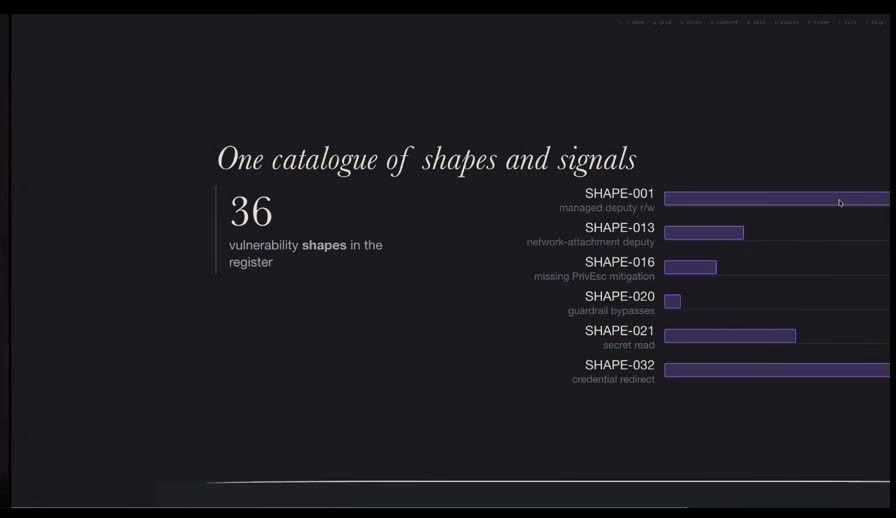 One catalogue of shapes and signals
36
vulnerability shapes in the
register
SHAPE-001
managed deputy r/w
SHAPE-013
network-attachment deputy
SHAPE-016
missing PrivEsc mitigation
SHAPE-020
guardrail bypasses
SHAPE-021
secret read
SHAPE-032
credential redirect